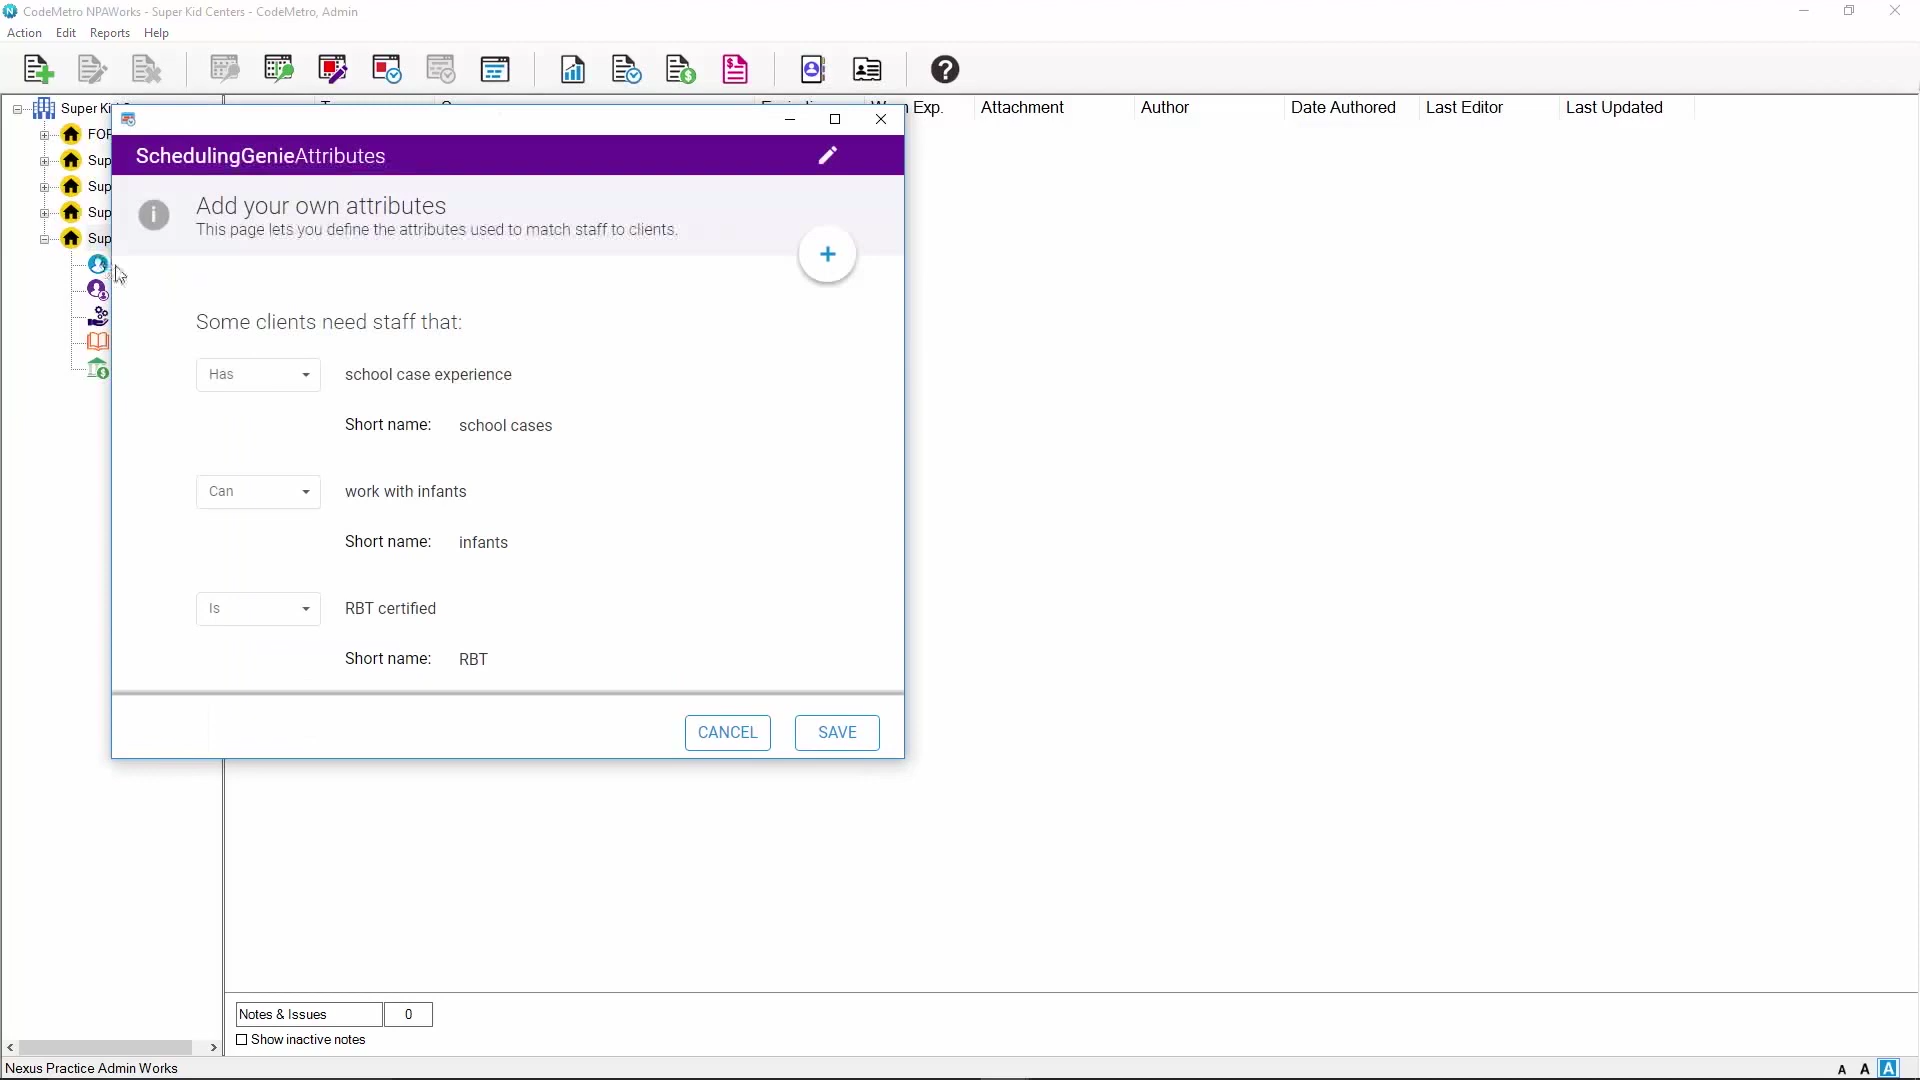 CodeMetro NPAWorks - Super Kid Centers - CodeMetro, Admin
Action Edit Reports Help
Super Ki
Attachment Author Date Authored Last Editor Last Updated
Exp.
FOR
Sup
Sup
Sup
Sup
SchedulingGenieAttributes
Add your own attributes
This page lets you define the attributes used to match staff to clients.
+
Some clients need staff that:
Has school case experience
Short name: school cases
Can work with infants
Short name: infants
Is RBT certified
Short name: RBT
CANCEL SAVE
Notes & Issues 0
Show inactive notes
Nexus Practice Admin Works
A A A